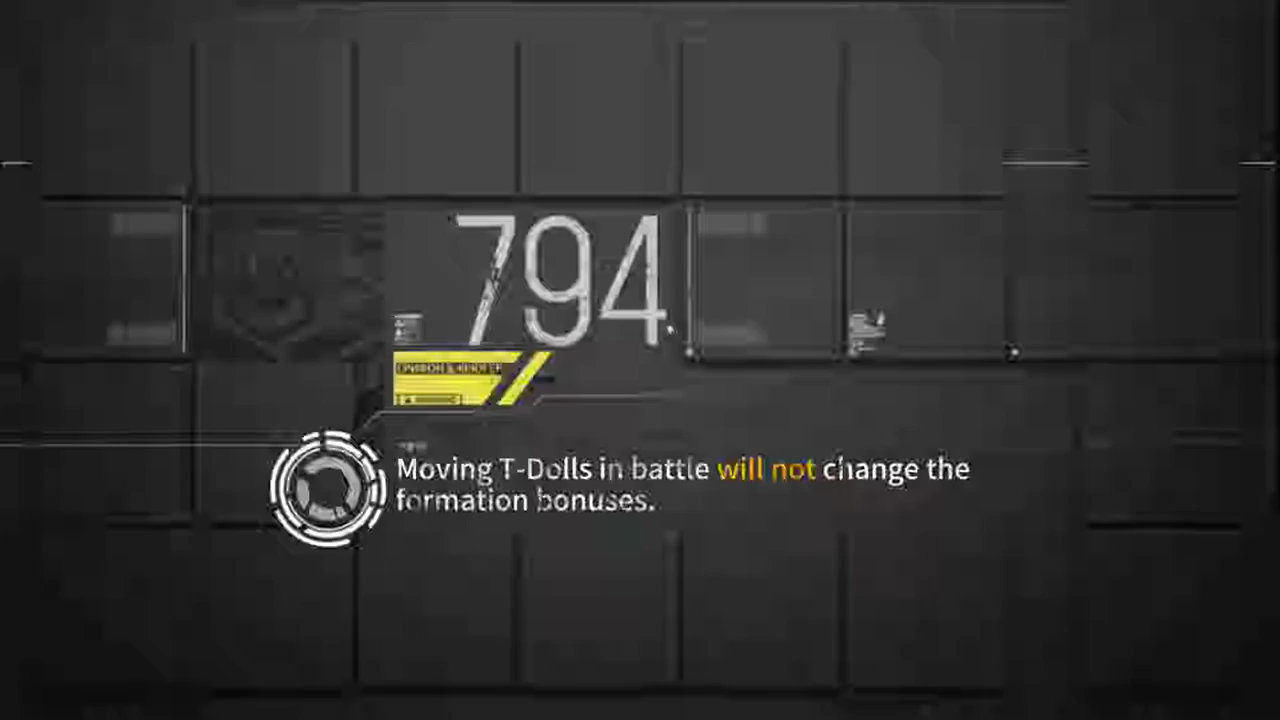 794
Moving T-Dolls in battle will not change the
formation bonuses.